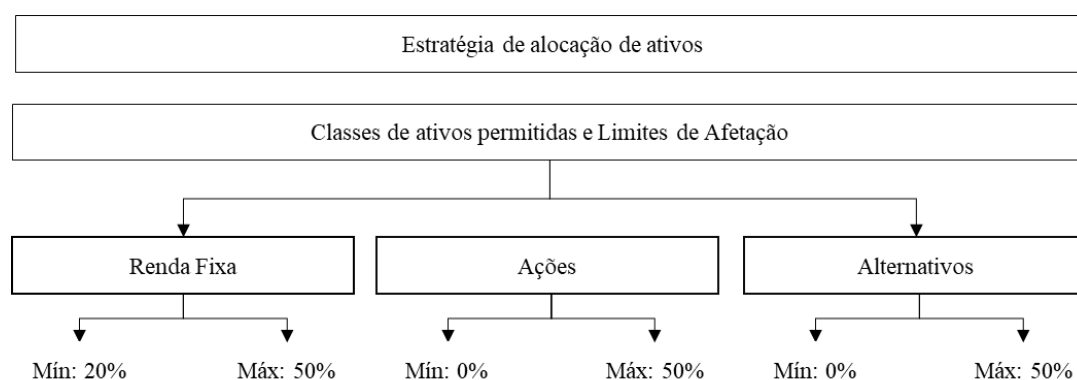 Estratégia de alocação de ativos
Classes de ativos permitidas e Limites de Afetação
Renda Fixa
Ações
Alternativos
Mín: 20%
Máx: 50%
Mín: 0%
Máx: 50%
Mín: 0%
Máx: 50%